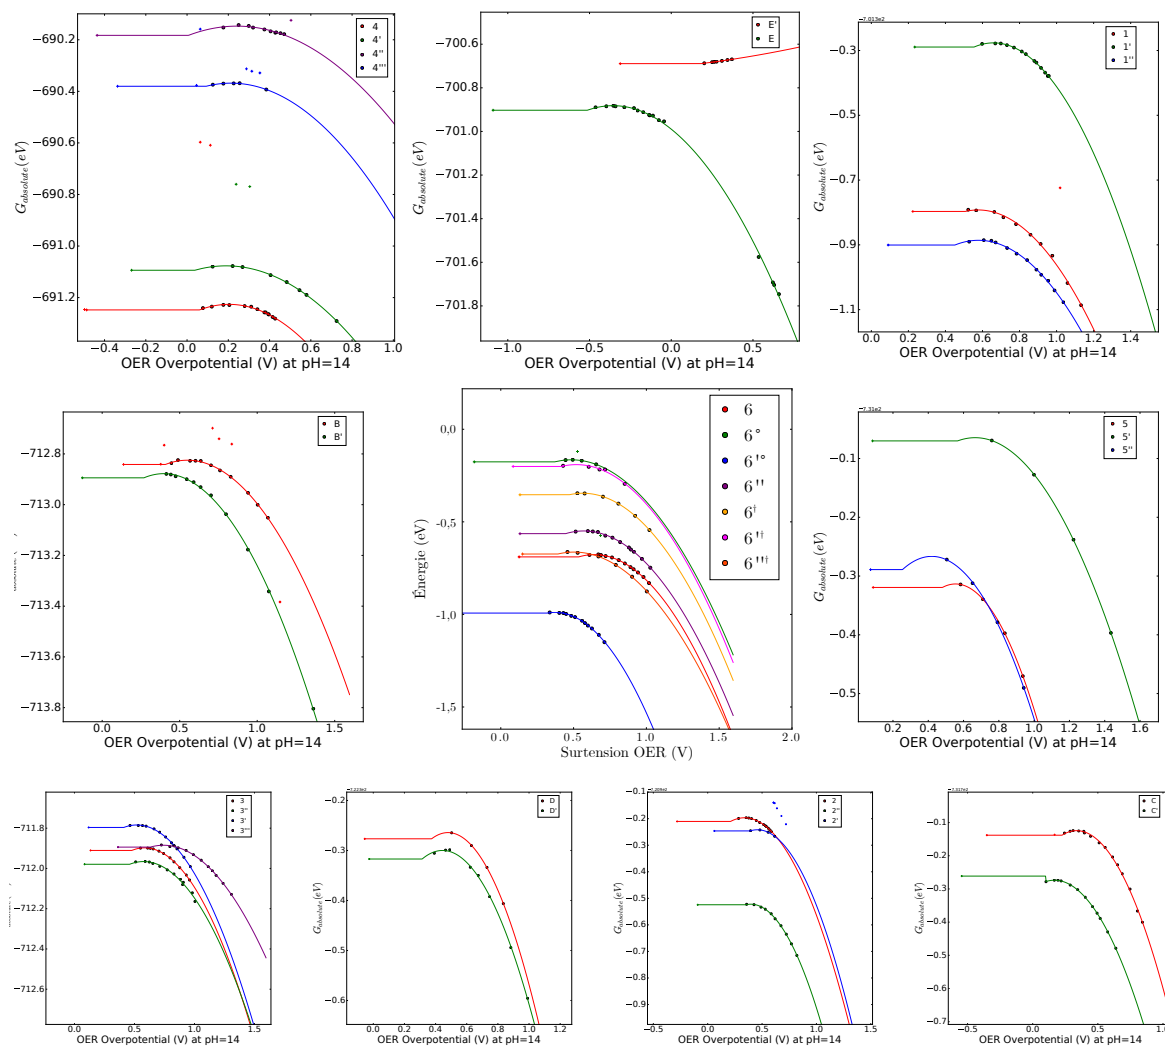 4
4'
4''
4'''
−690.2
−690.4
−690.6
−690.8
−691.0
−691.2
G_absolute(eV)
−0.4 −0.2 0.0 0.2 0.4 0.6 0.8 1.0
OER Overpotential (V) at pH=14
E'
E
−700.6
−700.9
−701.1
−701.4
−701.6
−701.8
G_absolute(eV)
−1.0 −0.5 0.0 0.5
OER Overpotential (V) at pH=14
−7.013e2
1
1'
1''
−0.3
−0.5
−0.7
−0.9
−1.1
G_absolute(eV)
0.0 0.2 0.4 0.6 0.8 1.0 1.2 1.4
OER Overpotential (V) at pH=14
B
B'
−712.8
−713.0
−713.2
−713.4
−713.6
−713.8
0.0 0.5 1.0 1.5
OER Overpotential (V) at pH=14
6
6°
6'°
6''
6†
6'†
6''†
0,0
-0,5
-1,0
-1,5
Énergie (eV)
0.0 0.5 1.0 1.5 2.0
Surtension OER (V)
−7.31e2
5
5'
5''
−0.1
−0.2
−0.3
−0.4
−0.5
G_absolute(eV)
0.2 0.4 0.6 0.8 1.0 1.2 1.4 1.6
OER Overpotential (V) at pH=14
3
3''
3'
3'''
−711.8
−712.0
−712.2
−712.4
−712.6
0.0 0.5 1.0 1.5
OER Overpotential (V) at pH=14
D
D'
−0.2
−0.3
−0.4
−0.5
−0.6
G_absolute(eV)
0.0 0.2 0.4 0.6 0.8 1.0 1.2
OER Overpotential (V) at pH=14
2
2''
2'
−0.2
−0.3
−0.4
−0.5
−0.6
−0.7
−0.8
−0.9
G_absolute(eV)
−0.5 0.0 0.5 1.0 1.5
OER Overpotential (V) at pH=14
C
C'
−0.1
−0.2
−0.3
−0.4
−0.5
−0.6
−0.7
G_absolute(eV)
−0.5 0.0 0.5 1.0
OER Overpotential (V) at pH=14